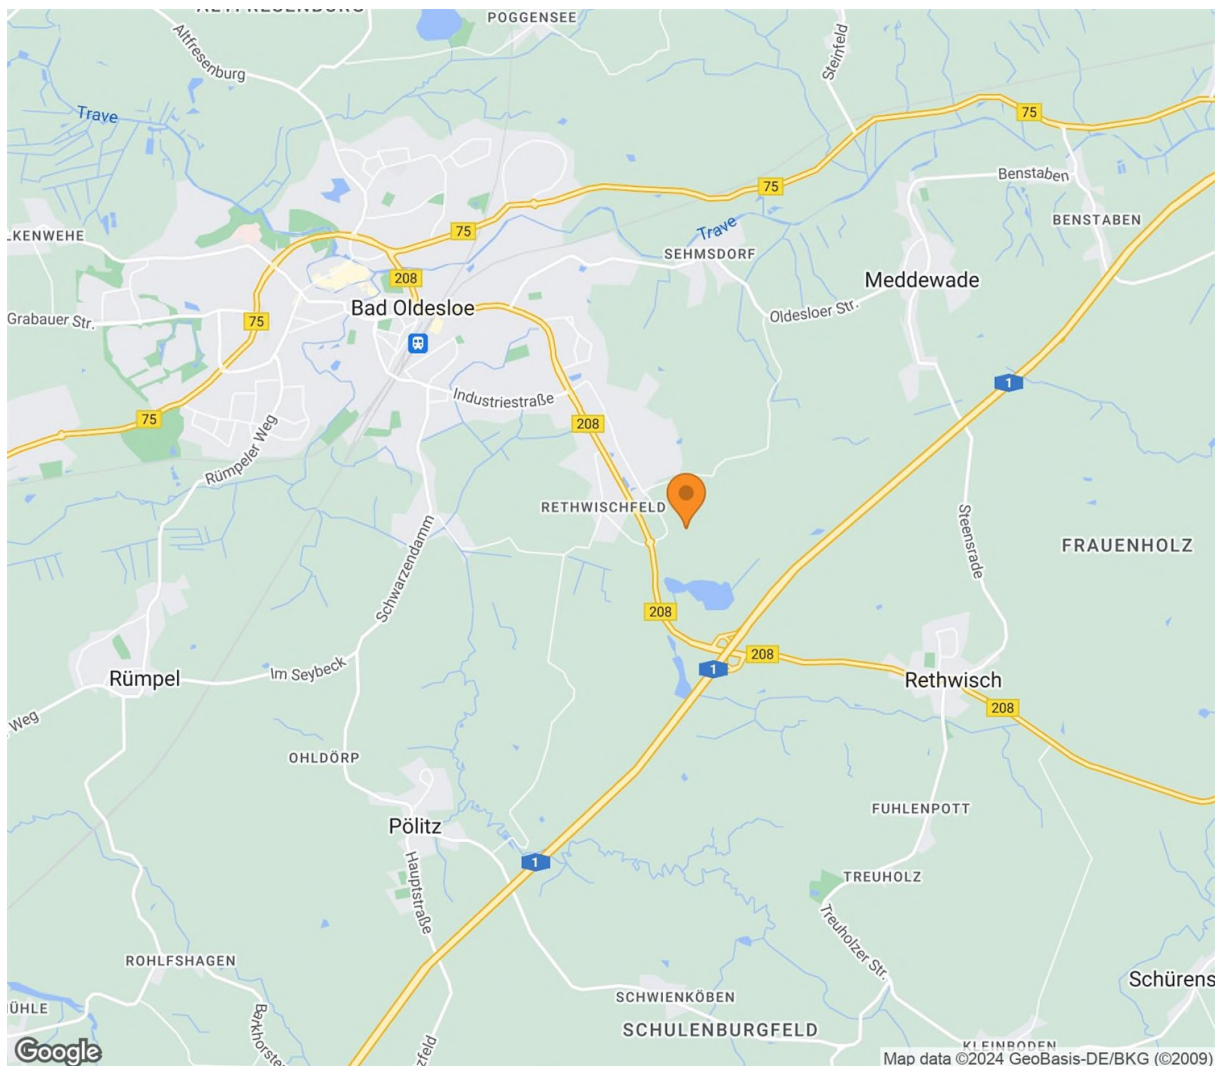 POGGENSEE
Altfresenburg
Steinfeld
Trave
75
75
Benstaben
BENSTABEN
75
Trave
SEHMSDORF
208
Meddewade
Bad Oldesloe
Oldesloer Str.
Grabauer Str.
75
1
Industriestraße
75
208
Rümpeler Weg
RETHWISCHFELD
Schwarzendamm
Steensrade
FRAUENHOLZ
208
208
1
Im Seybeck
Rümpel
Rethwisch
208
Weg
OHLDÖRP
FUHLENPOTT
Pölitz
1
Hauptstraße
TREUHOLZ
Treuholzer Str.
ROHLFSHAGEN
Schürens
SCHWIENKÖBEN
ÜHLE
SCHULENBURGFELD
Barkhorster
zfeld
KLEINBODEN
Google
Map data ©2024 GeoBasis-DE/BKG (©2009)